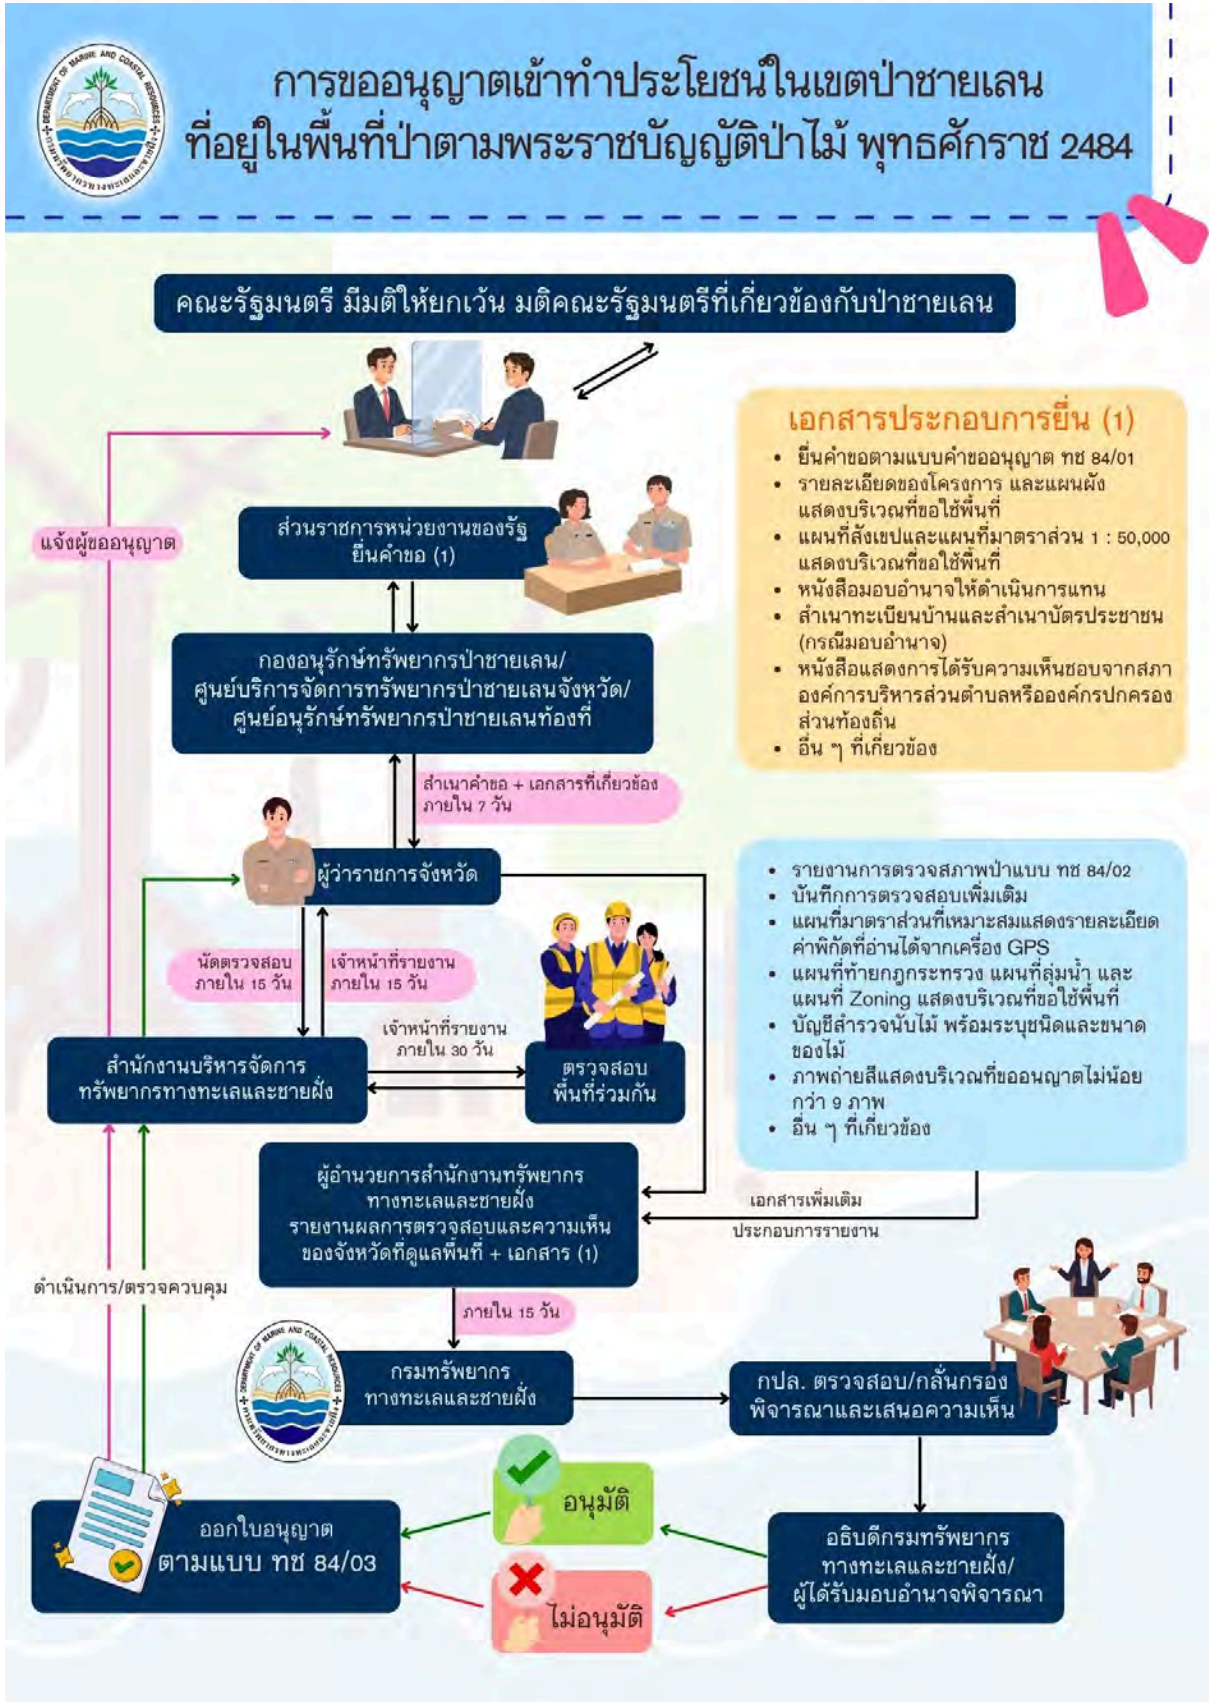 การขออนุญาตเข้าทำประโยชน์ในเขตป่าชายเลน
ที่อยู่ในพื้นที่ป่าตามพระราชบัญญัติป่าไม้ พุทธศักราช 2484
DEPARTMENT OF MARINE AND COASTAL RESOURCES
กรมทรัพยากรทางทะเลและชายฝั่ง
คณะรัฐมนตรี มีมติให้ยกเว้น มติคณะรัฐมนตรีที่เกี่ยวข้องกับป่าชายเลน
แจ้งผู้ขออนุญาต
ส่วนราชการหน่วยงานของรัฐ
ยื่นคำขอ (1)
เอกสารประกอบการยื่น (1)
• ยื่นคำขอตามแบบคำขออนุญาต ทช 84/01
• รายละเอียดของโครงการ และแผนผัง
แสดงบริเวณที่ขอใช้พื้นที่
• แผนที่สังเขปและแผนที่มาตราส่วน 1 : 50,000
แสดงบริเวณที่ขอใช้พื้นที่
• หนังสือมอบอำนาจให้ดำเนินการแทน
• สำเนาทะเบียนบ้านและสำเนาบัตรประชาชน
(กรณีมอบอำนาจ)
• หนังสือแสดงการได้รับความเห็นชอบจากสภา
องค์การบริหารส่วนตำบลหรือองค์กรปกครอง
ส่วนท้องถิ่น
• อื่น ๆ ที่เกี่ยวข้อง
กองอนุรักษ์ทรัพยากรป่าชายเลน/
ศูนย์บริการจัดการทรัพยากรป่าชายเลนจังหวัด/
ศูนย์อนุรักษ์ทรัพยากรป่าชายเลนท้องที่
สำเนาคำขอ + เอกสารที่เกี่ยวข้อง
ภายใน 7 วัน
ผู้ว่าราชการจังหวัด
• รายงานการตรวจสภาพป่าแบบ ทช 84/02
• บันทึกการตรวจสอบเพิ่มเติม
• แผนที่มาตราส่วนที่เหมาะสมแสดงรายละเอียด
ค่าพิกัดที่อ่านได้จากเครื่อง GPS
• แผนที่ท้ายกฎกระทรวง แผนที่ลุ่มน้ำ และ
แผนที่ Zoning แสดงบริเวณที่ขอใช้พื้นที่
• บัญชีสำรวจนับไม้ พร้อมระบุชนิดและขนาด
ของไม้
• ภาพถ่ายสีแสดงบริเวณที่ขออนุญาตไม่น้อย
กว่า 9 ภาพ
• อื่น ๆ ที่เกี่ยวข้อง
นัดตรวจสอบ
ภายใน 15 วัน
เจ้าหน้าที่รายงาน
ภายใน 15 วัน
เจ้าหน้าที่รายงาน
ภายใน 30 วัน
สำนักงานบริหารจัดการ
ทรัพยากรทางทะเลและชายฝั่ง
ตรวจสอบ
พื้นที่ร่วมกัน
ผู้อำนวยการสำนักงานทรัพยากร
ทางทะเลและชายฝั่ง
รายงานผลการตรวจสอบและความเห็น
ของจังหวัดที่ดูแลพื้นที่ + เอกสาร (1)
เอกสารเพิ่มเติม
ประกอบการรายงาน
ดำเนินการ/ตรวจควบคุม
ภายใน 15 วัน
DEPARTMENT OF MARINE AND COASTAL RESOURCES
กรมทรัพยากรทางทะเลและชายฝั่ง
กรมทรัพยากร
ทางทะเลและชายฝั่ง
กปล. ตรวจสอบ/กลั่นกรอง
พิจารณาและเสนอความเห็น
อนุมัติ
ออกใบอนุญาต
ตามแบบ ทช 84/03
อธิบดีกรมทรัพยากร
ทางทะเลและชายฝั่ง/
ผู้ได้รับมอบอำนาจพิจารณา
ไม่อนุมัติ